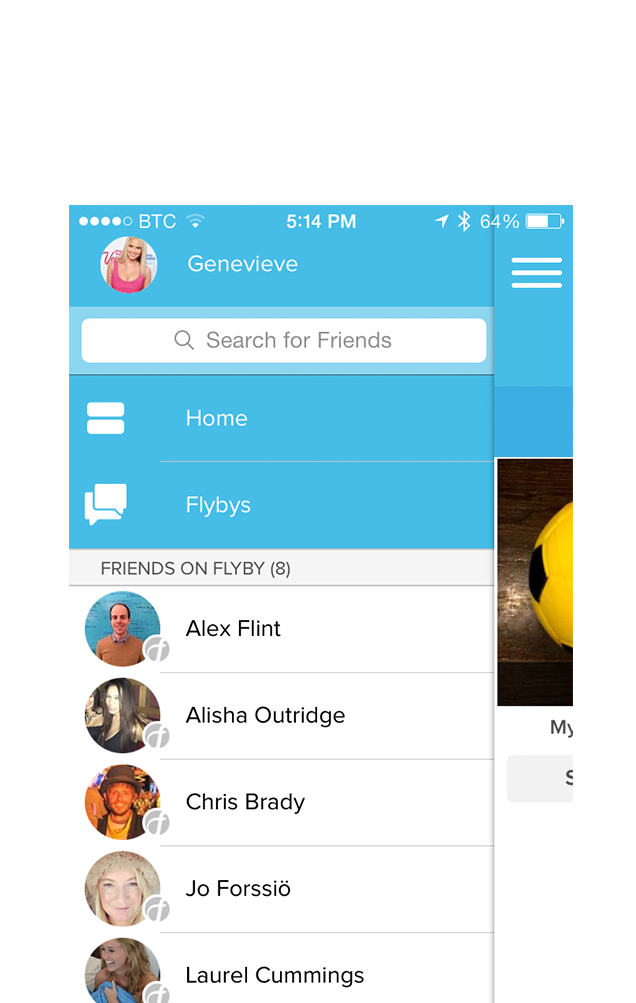 BTC 5:14 PM 64%
Genevieve
Search for Friends
Home
Flybys
FRIENDS ON FLYBY (8)
Alex Flint
Alisha Outridge
My
Chris Brady
Jo Forssiö
Laurel Cummings